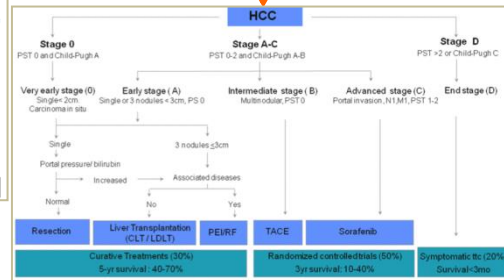 HCC
Stage 0
PST 0 and Child-Pugh A
Stage A-C
PST 0-2 and Child-Pugh A-B
Stage D
PST >2 or Child-Pugh C
Very early stage (0)
Single< 2cm
Carcinoma in situ
Early stage (A)
Single or 3 nodules < 3cm, PS 0
Intermediate stage (B)
Multinodular, PST 0
Advanced stage (C)
Portal invasion, N1,M1, PST 1-2
End stage (D)
Single
3 nodules ≤3cm
Portal pressure/ bilirubin
Increased
Associated diseases
Normal
No
Yes
Resection
Liver Transplantation
(CLT / LDLT)
PEI/RF
TACE
Sorafenib
Curative Treatments (30%)
5-yr survival : 40-70%
Randomized controlled trials (50%)
3yr survival : 10-40%
Symptomatic ttc (20%)
Survival <3mo